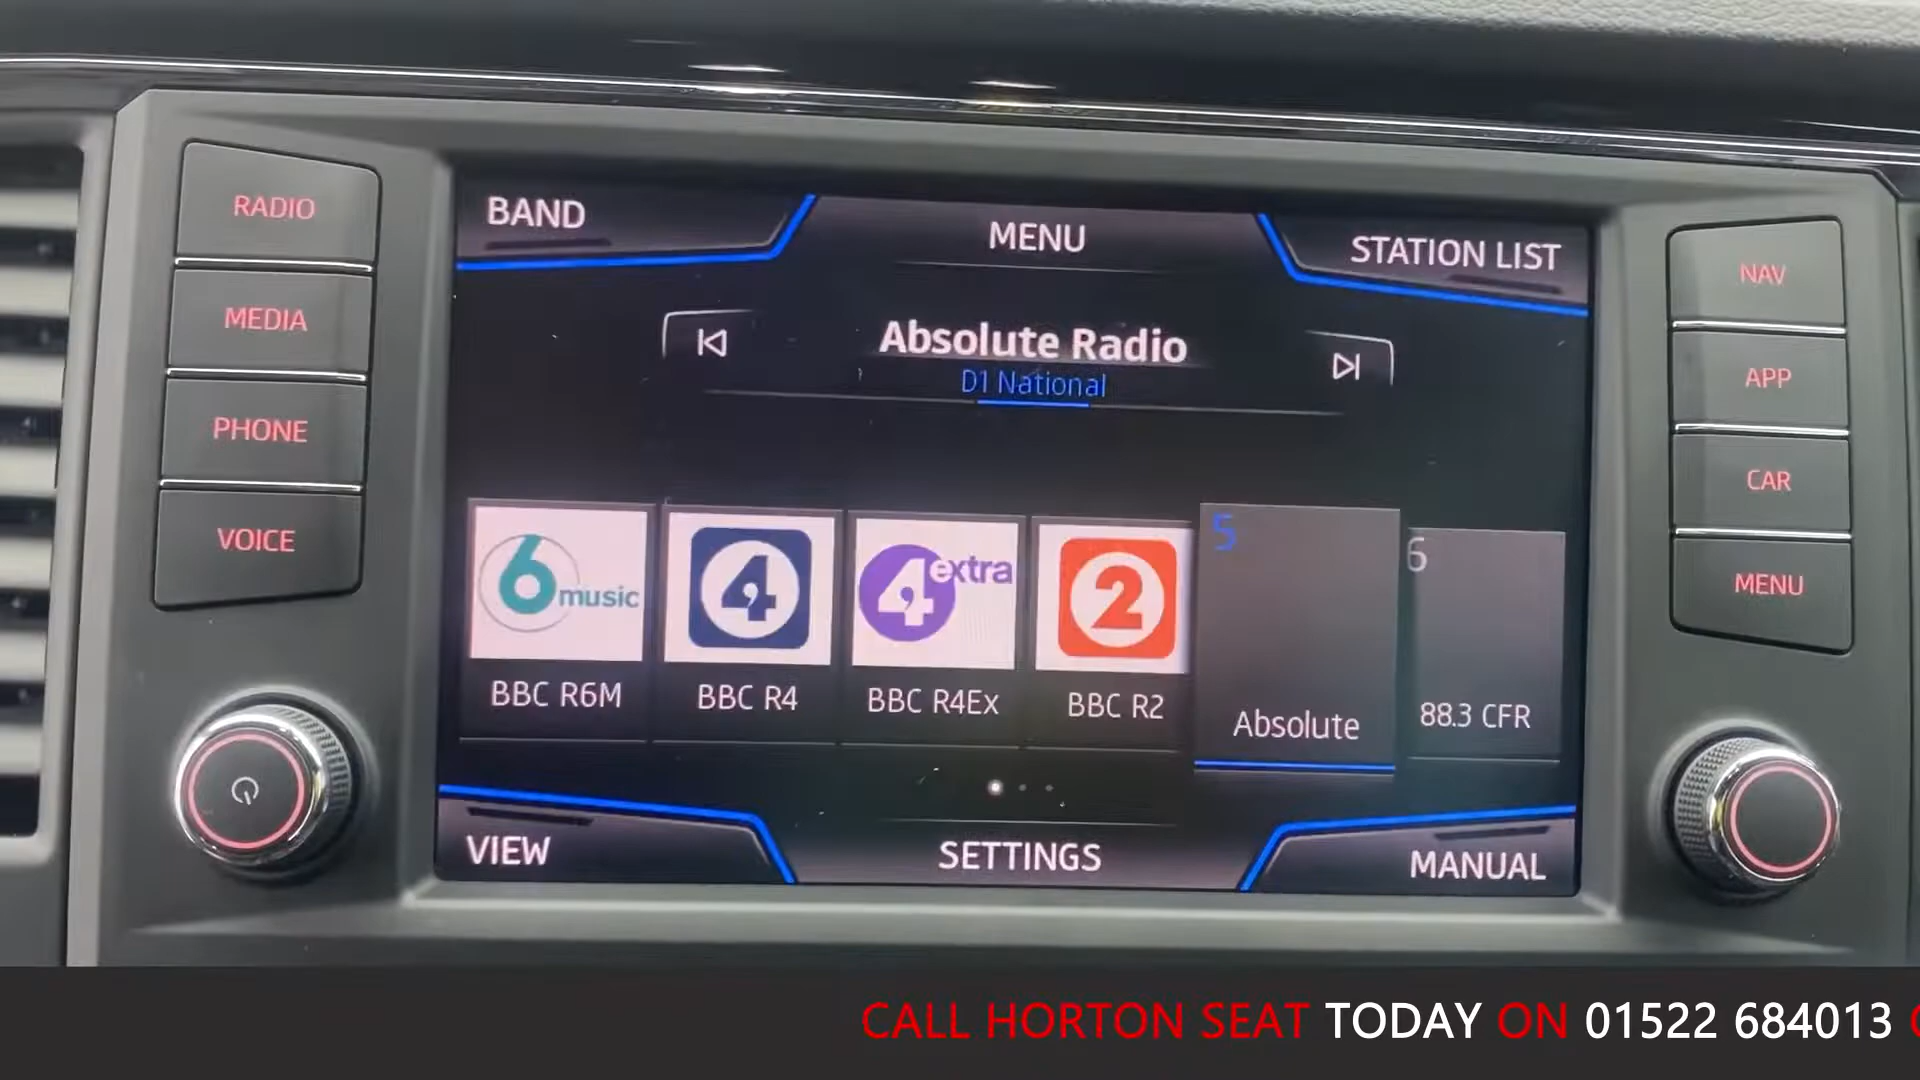 RADIO
MEDIA
PHONE
VOICE
BAND
MENU
STATION LIST
Absolute Radio
D1 National
6 music
4
4 extra
2
5
6
BBC R6M
BBC R4
BBC R4Ex
BBC R2
Absolute
88.3 CFR
VIEW
SETTINGS
MANUAL
NAV
APP
CAR
MENU
CALL HORTON SEAT TODAY ON 01522 684013